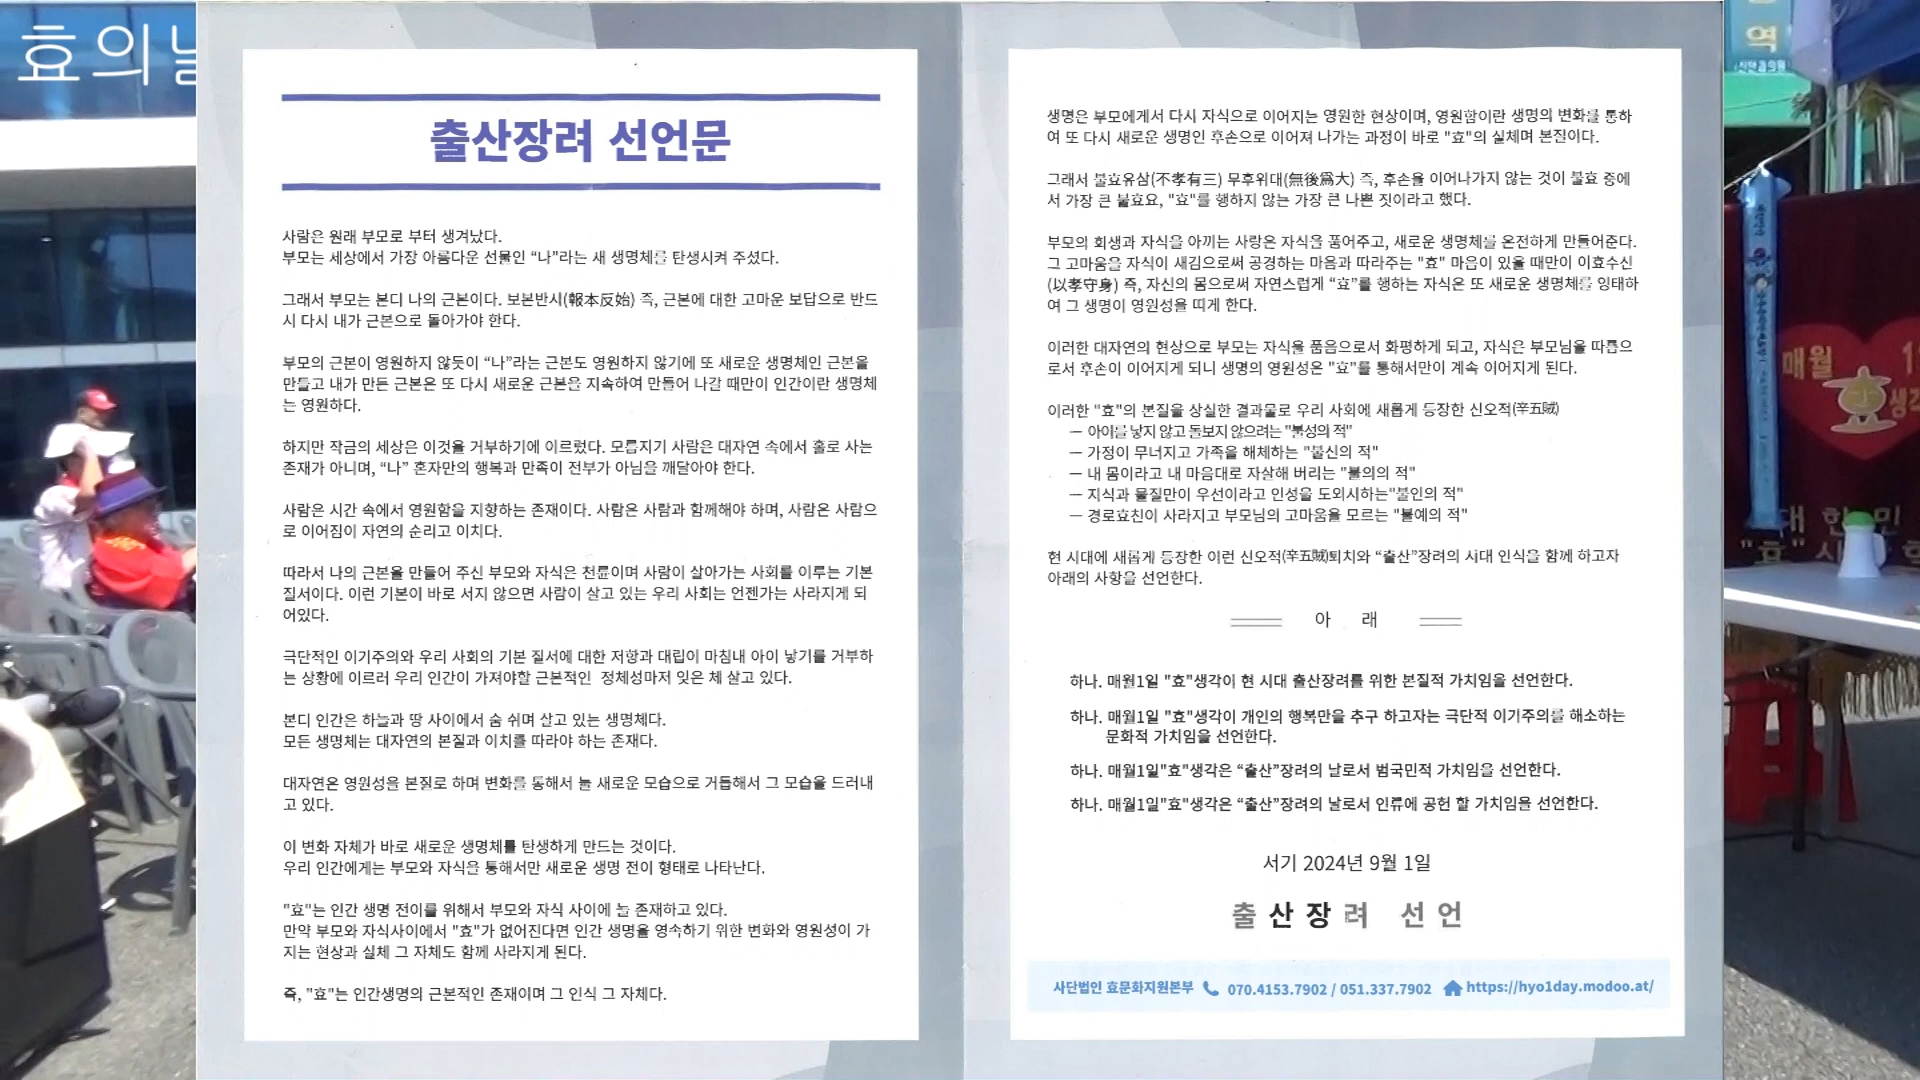 효의날
출산장려 선언문
사람은 원래 부모로 부터 생겨났다.
부모는 세상에서 가장 아름다운 선물인 “나”라는 새 생명체를 탄생시켜 주셨다.
그래서 부모는 본디 나의 근본이다. 보본반시(報本反始) 즉, 근본에 대한 고마운 보답으로 반드
시 다시 내가 근본으로 돌아가야 한다.
부모의 근본이 영원하지 않듯이 “나”라는 근본도 영원하지 않기에 또 새로운 생명체인 근본을
만들고 내가 만든 근본은 또 다시 새로운 근본을 지속하여 만들어 나갈 때만이 인간이란 생명체
는 영원하다.
하지만 작금의 세상은 이것을 거부하기에 이르렀다. 모름지기 사람은 대자연 속에서 홀로 사는
존재가 아니며, “나” 혼자만의 행복과 만족이 전부가 아님을 깨달아야 한다.
사람은 시간 속에서 영원함을 지향하는 존재이다. 사람은 사람과 함께해야 하며, 사람은 사람으
로 이어짐이 자연의 순리고 이치다.
따라서 나의 근본을 만들어 주신 부모와 자식은 천륜이며 사람이 살아가는 사회를 이루는 기본
질서이다. 이런 기본이 바로 서지 않으면 사람이 살고 있는 우리 사회는 언젠가는 사라지게 되
어있다.
극단적인 이기주의와 우리 사회의 기본 질서에 대한 저항과 대립이 마침내 아이 낳기를 거부하
는 상황에 이르러 우리 인간이 가져야할 근본적인 정체성마저 잊은 체 살고 있다.
본디 인간은 하늘과 땅 사이에서 숨 쉬며 살고 있는 생명체다.
모든 생명체는 대자연의 본질과 이치를 따라야 하는 존재다.
대자연은 영원성을 본질로 하며 변화를 통해서 늘 새로운 모습으로 거듭해서 그 모습을 드러내
고 있다.
이 변화 자체가 바로 새로운 생명체를 탄생하게 만드는 것이다.
우리 인간에게는 부모와 자식을 통해서만 새로운 생명 전이 형태로 나타난다.
"효"는 인간 생명 전이를 위해서 부모와 자식 사이에 늘 존재하고 있다.
만약 부모와 자식사이에서 "효"가 없어진다면 인간 생명을 영속하기 위한 변화와 영원성이 가
지는 현상과 실체 그 자체도 함께 사라지게 된다.
즉, "효"는 인간생명의 근본적인 존재이며 그 인식 그 자체다.
생명은 부모에게서 다시 자식으로 이어지는 영원한 현상이며, 영원함이란 생명의 변화를 통하
여 또 다시 새로운 생명인 후손으로 이어져 나가는 과정이 바로 "효"의 실체며 본질이다.
그래서 불효유삼(不孝有三) 무후위대(無後爲大) 즉, 후손을 이어나가지 않는 것이 불효 중에
서 가장 큰 불효요, "효"를 행하지 않는 가장 큰 나쁜 짓이라고 했다.
부모의 희생과 자식을 아끼는 사랑은 자식을 품어주고, 새로운 생명체를 온전하게 만들어준다.
그 고마움을 자식이 새김으로써 공경하는 마음과 따라주는 "효" 마음이 있을 때만이 이효수신
(以孝守身) 즉, 자신의 몸으로써 자연스럽게 “효”를 행하는 자식은 또 새로운 생명체를 잉태하
여 그 생명이 영원성을 띠게 한다.
이러한 대자연의 현상으로 부모는 자식을 품음으로서 화평하게 되고, 자식은 부모님을 따름으
로서 후손이 이어지게 되니 생명의 영원성은 "효"를 통해서만이 계속 이어지게 된다.
이러한 "효"의 본질을 상실한 결과물로 우리 사회에 새롭게 등장한 신오적(辛五賊)
— 아이를 낳지 않고 돌보지 않으려는 "불성의 적"
— 가정이 무너지고 가족을 해체하는 "불신의 적"
— 내 몸이라고 내 마음대로 자살해 버리는 "불의의 적"
— 지식과 물질만이 우선이라고 인성을 도외시하는"불인의 적"
— 경로효친이 사라지고 부모님의 고마움을 모르는 "불예의 적"
현 시대에 새롭게 등장한 이런 신오적(辛五賊)퇴치와 “출산”장려의 시대 인식을 함께 하고자
아래의 사항을 선언한다.
아 래
하나. 매월1일 "효"생각이 현 시대 출산장려를 위한 본질적 가치임을 선언한다.
하나. 매월1일 "효"생각이 개인의 행복만을 추구 하고자는 극단적 이기주의를 해소하는
문화적 가치임을 선언한다.
하나. 매월1일"효"생각은 “출산”장려의 날로서 범국민적 가치임을 선언한다.
하나. 매월1일"효"생각은 “출산”장려의 날로서 인류에 공헌 할 가치임을 선언한다.
서기 2024년 9월 1일
출산장려 선언
사단법인 효문화지원본부 070.4153.7902 / 051.337.7902 https://hyo1day.modoo.at/
역
매월 1
생각
대한민
"효"시